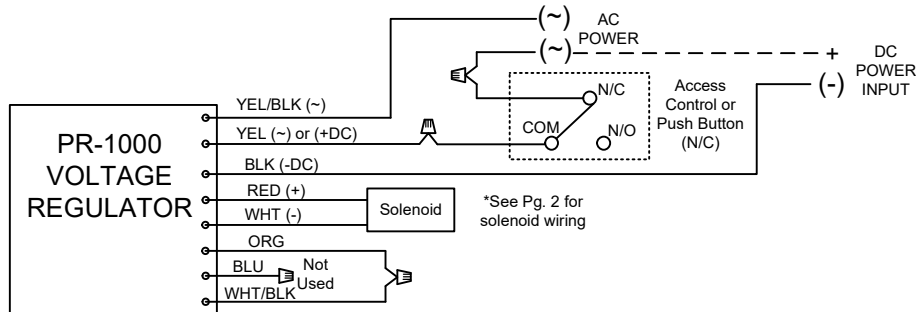 (~) AC
POWER
(~)
+ DC
POWER
INPUT
(-)
N/C
COM
N/O
Access
Control or
Push Button
(N/C)
PR-1000
VOLTAGE
REGULATOR
YEL/BLK (~)
YEL (~) or (+DC)
BLK (-DC)
RED (+)
WHT (-)
ORG
BLU
WHT/BLK
Solenoid
*See Pg. 2 for
solenoid wiring
Not
Used